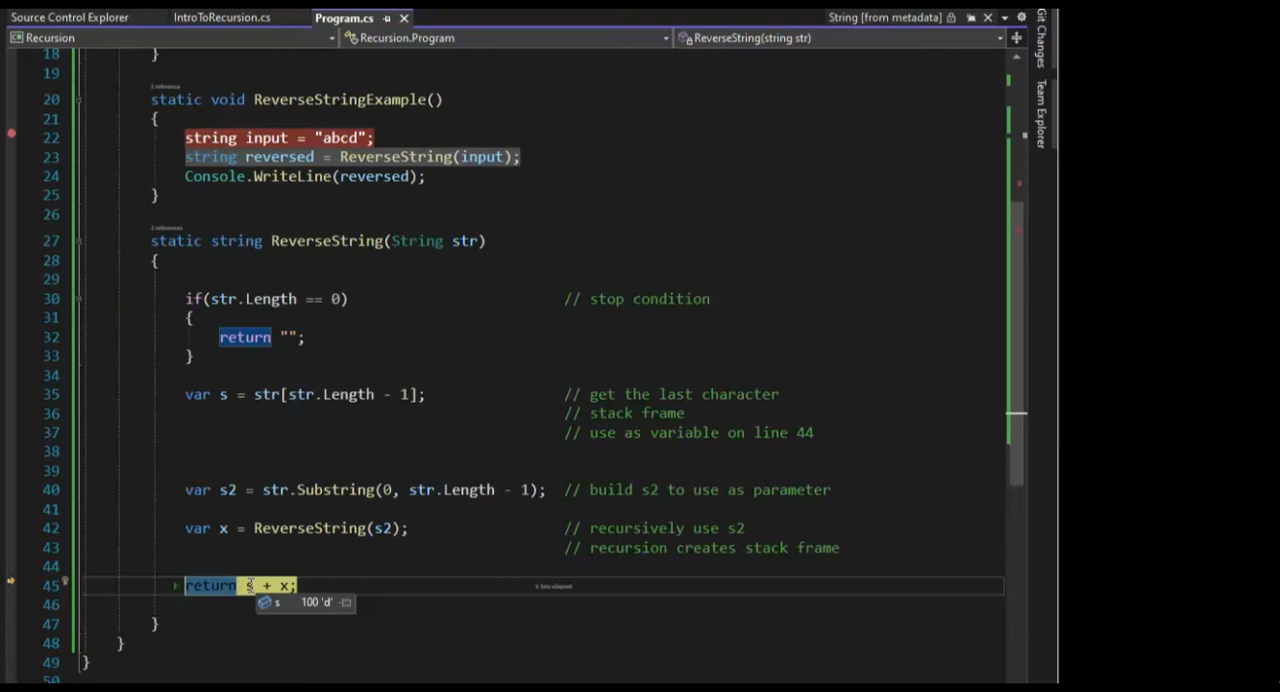 Source Control Explorer IntroToRecursion.cs Program.cs String [from metadata]
Recursion Recursion.Program ReverseString(string str)
Git Changes
Team Explorer
18 }
19
1 reference
20 static void ReverseStringExample()
21 {
22 string input = "abcd";
23 string reversed = ReverseString(input);
24 Console.WriteLine(reversed);
25 }
26
2 references
27 static string ReverseString(String str)
28 {
29
30 if(str.Length == 0) // stop condition
31 {
32 return "";
33 }
34
35 var s = str[str.Length - 1]; // get the last character
36 // stack frame
37 // use as variable on line 44
38
39
40 var s2 = str.Substring(0, str.Length - 1); // build s2 to use as parameter
41
42 var x = ReverseString(s2); // recursively use s2
43 // recursion creates stack frame
44
45 return s + x;
46 s 100 'd'
47 }
48 }
49 }
50